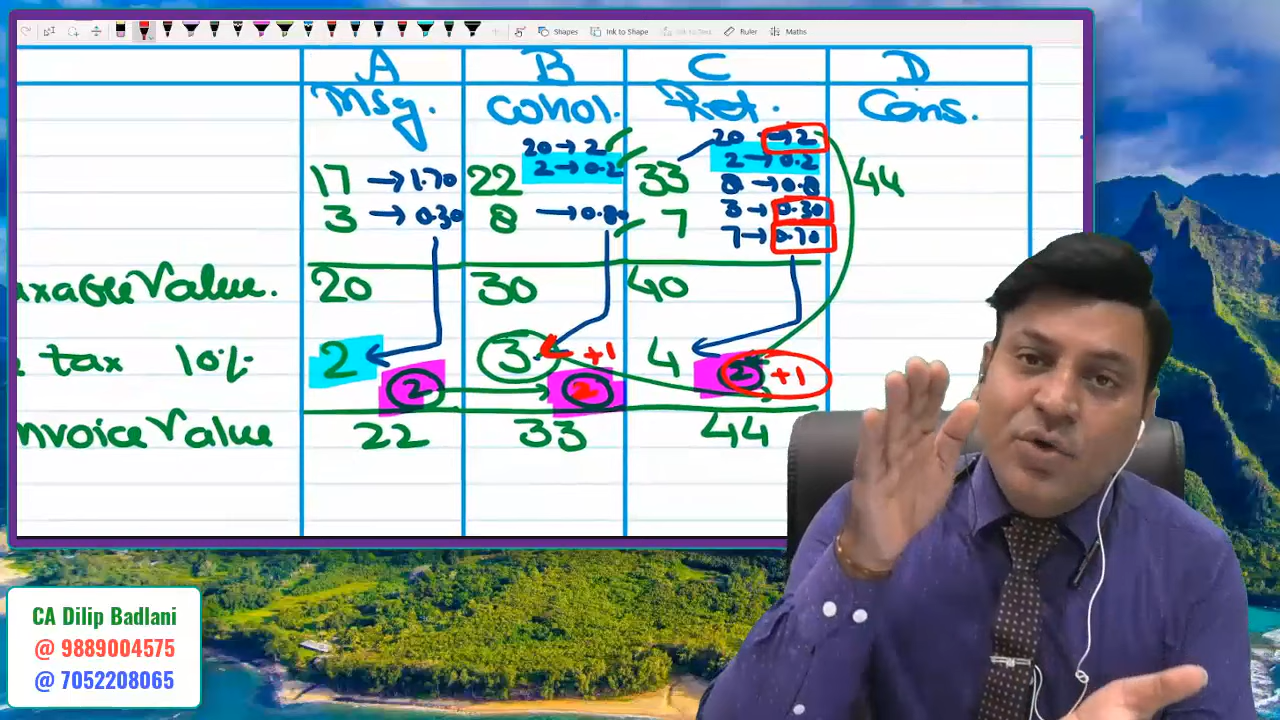 Shapes Ink to Shape Ink to Text Ruler Maths
A B C D
Mfg. Whol. Ret. Cons.
20→2 20→2
2→0.2 2→0.2
17→1.70 22 33 8→0.8 44
3→0.30 8→0.80 7 3→0.30
7→0.70
axable Value. 20 30 40
tax 10% 2 3 +1 4
2 2 2 +1
nvoice Value 22 33 44
CA Dilip Badlani
@ 9889004575
@ 7052208065